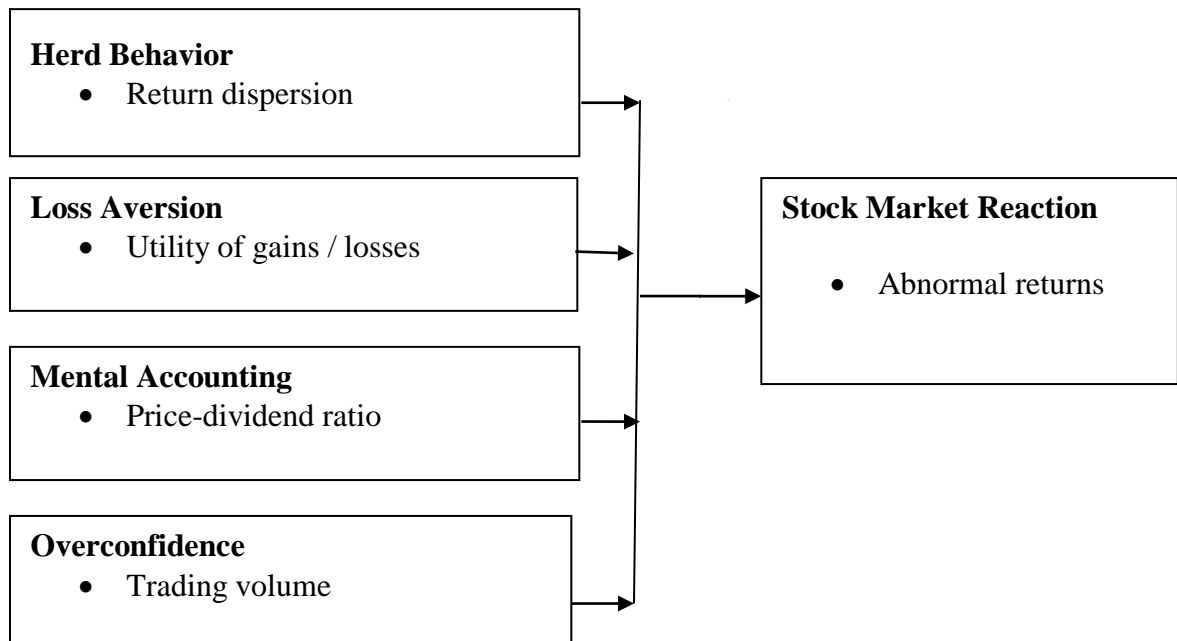 Herd Behavior
• Return dispersion
Loss Aversion
• Utility of gains / losses
Mental Accounting
• Price-dividend ratio
Overconfidence
• Trading volume
Stock Market Reaction
• Abnormal returns